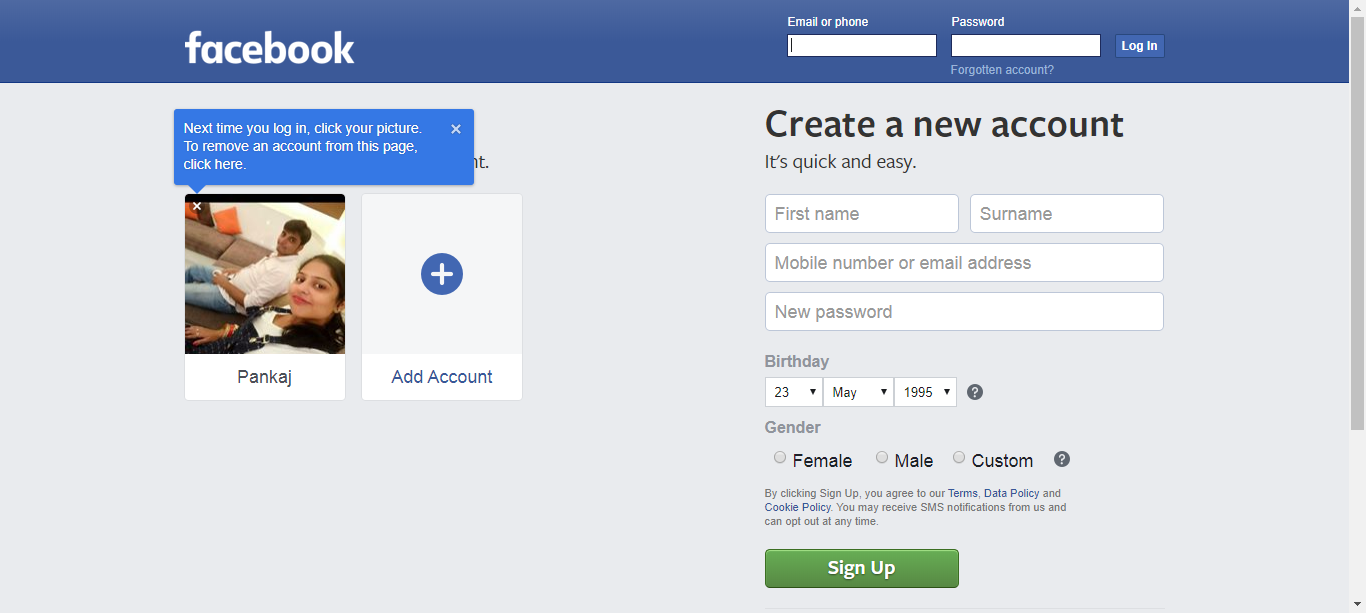 facebook
Email or phone
Password
Log In
Forgotten account?
Next time you log in, click your picture.
To remove an account from this page,
click here.
Pankaj
Add Account
Create a new account
It's quick and easy.
First name
Surname
Mobile number or email address
New password
Birthday
23
May
1995
?
Gender
Female
Male
Custom
?
By clicking Sign Up, you agree to our Terms, Data Policy and
Cookie Policy. You may receive SMS notifications from us and
can opt out at any time.
Sign Up